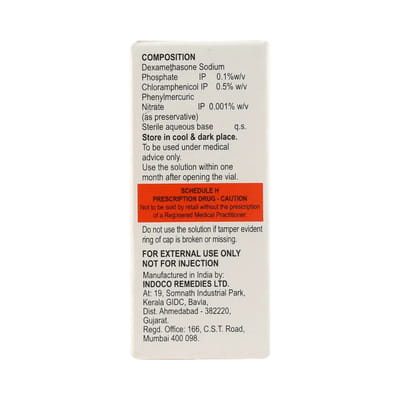 COMPOSITION
Dexamethasone Sodium
Phosphate IP 0.1%w/v
Chloramphenicol IP 0.5% w/v
Phenylmercuric
Nitrate IP 0.001% w/v
(as preservative)
Sterile aqueous base q.s.
Store in cool & dark place.
To be used under medical
advice only.
Use the solution within one
month after opening the vial.
SCHEDULE H
PRESCRIPTION DRUG - CAUTION
Not to be sold by retail without the prescription
of a Registered Medical Practitioner.
Do not use the solution if tamper evident
ring of cap is broken or missing.
FOR EXTERNAL USE ONLY
NOT FOR INJECTION
Manufactured in India by:
INDOCO REMEDIES LTD.
At: 19, Somnath Industrial Park,
Kerala GIDC, Bavla,
Dist. Ahmedabad - 382220,
Gujarat.
Regd. Office: 166, C.S.T. Road,
Mumbai 400 098.